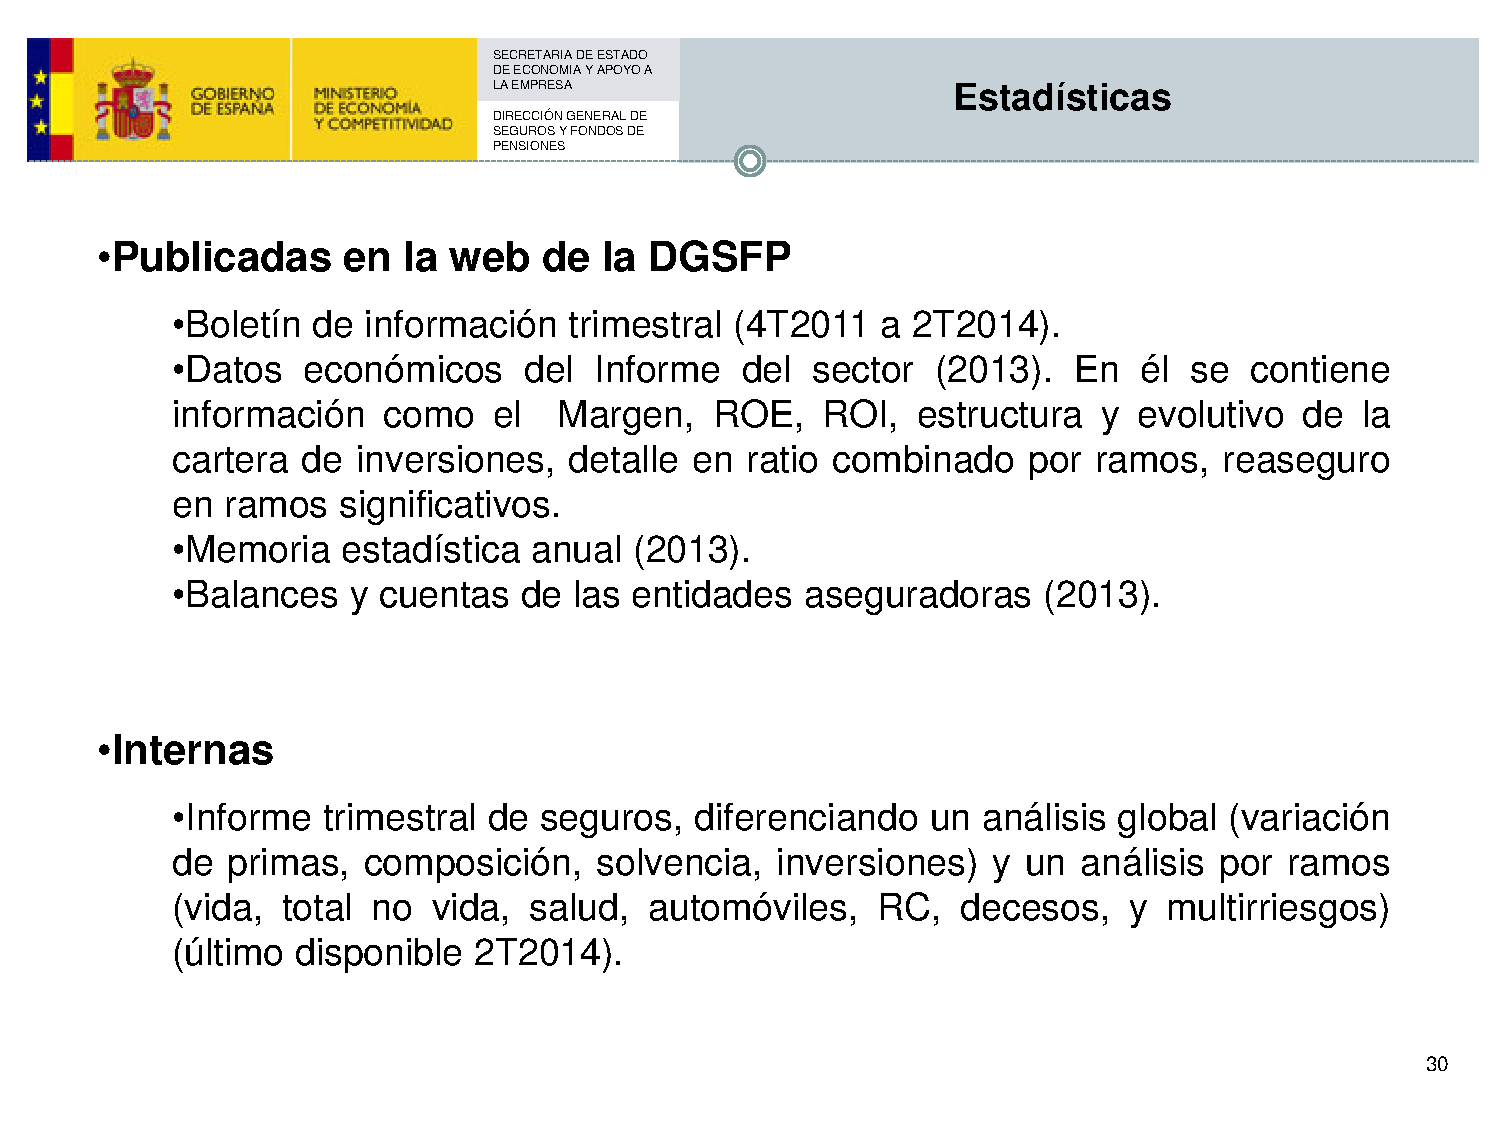 GOBIERNO
DE ESPAÑA
MINISTERIO
DE ECONOMÍA
Y COMPETITIVIDAD
SECRETARIA DE ESTADO
DE ECONOMIA Y APOYO A
LA EMPRESA
DIRECCIÓN GENERAL DE
SEGUROS Y FONDOS DE
PENSIONES
Estadísticas
•Publicadas en la web de la DGSFP
•Boletín de información trimestral (4T2011 a 2T2014).
•Datos económicos del Informe del sector (2013). En él se contiene
información como el Margen, ROE, ROI, estructura y evolutivo de la
cartera de inversiones, detalle en ratio combinado por ramos, reaseguro
en ramos significativos.
•Memoria estadística anual (2013).
•Balances y cuentas de las entidades aseguradoras (2013).
•Internas
•Informe trimestral de seguros, diferenciando un análisis global (variación
de primas, composición, solvencia, inversiones) y un análisis por ramos
(vida, total no vida, salud, automóviles, RC, decesos, y multirriesgos)
(último disponible 2T2014).
30